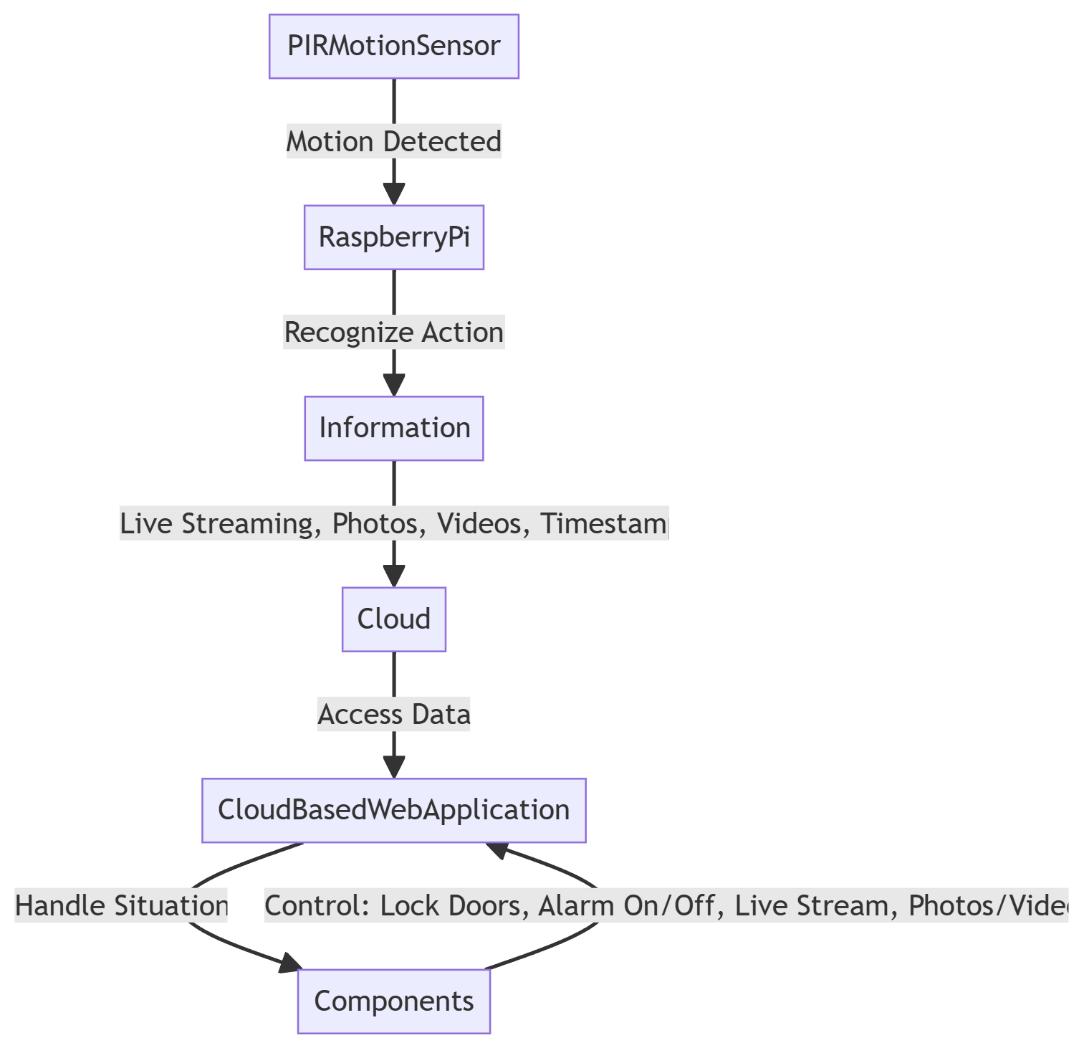 PIRMotionSensor
Motion Detected
RaspberryPi
Recognize Action
Information
Live Streaming, Photos, Videos, Timestam
Cloud
Access Data
CloudBasedWebApplication
Handle Situation
Control: Lock Doors, Alarm On/Off, Live Stream, Photos/Vide
Components